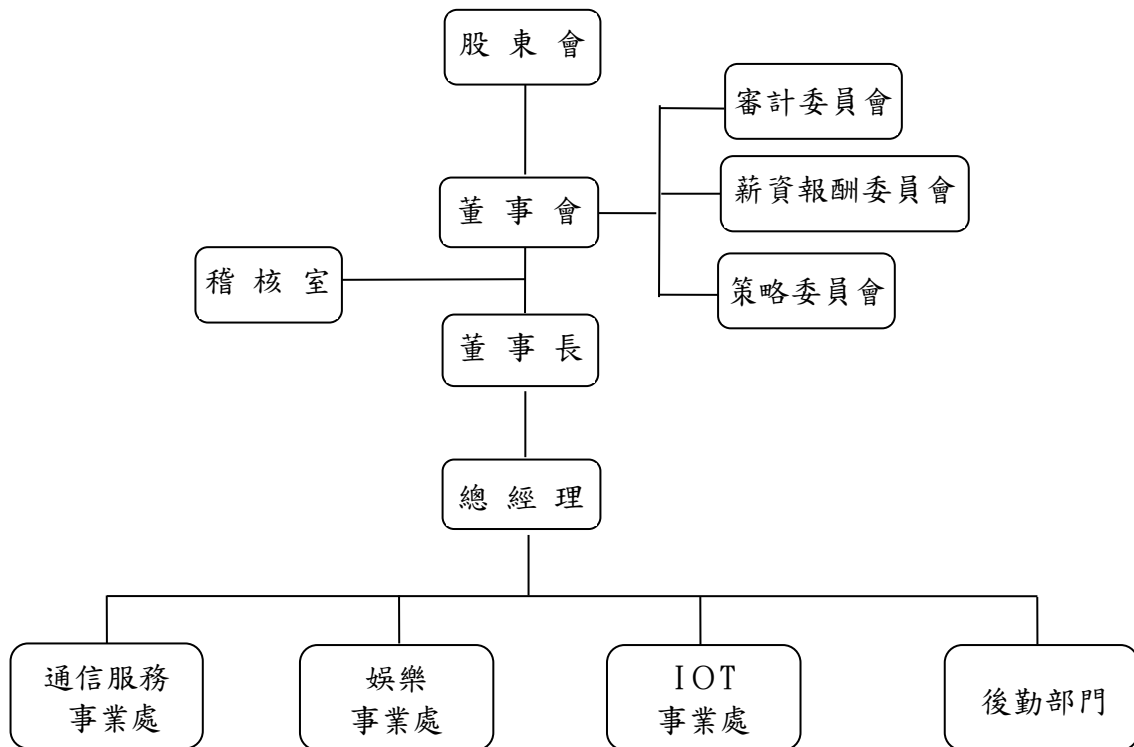 股東會
審計委員會
薪資報酬委員會
董事會
稽核室
策略委員會
董事長
總經理
通信服務
事業處
娛樂
事業處
IOT
事業處
後勤部門